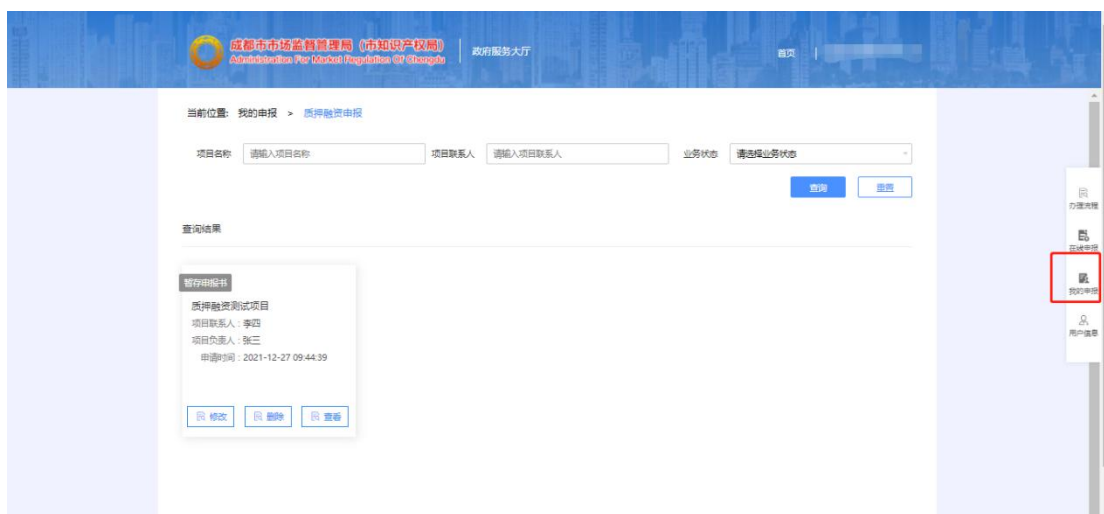 成都市市场监督管理局（市知识产权局）
Administration For Market Regulation Of Chengdu
政府服务大厅
首页 |
当前位置: 我的申报 > 质押融资申报
项目名称 请输入项目名称 项目联系人 请输入项目联系人 业务状态 请选择业务状态
查询 重置
查询结果
暂存申报书
质押融资测试项目
项目联系人 : 李四
项目负责人 : 张三
申请时间 : 2021-12-27 09:44:39
修改 删除 查看
办理流程
在线申报
我的申报
用户信息